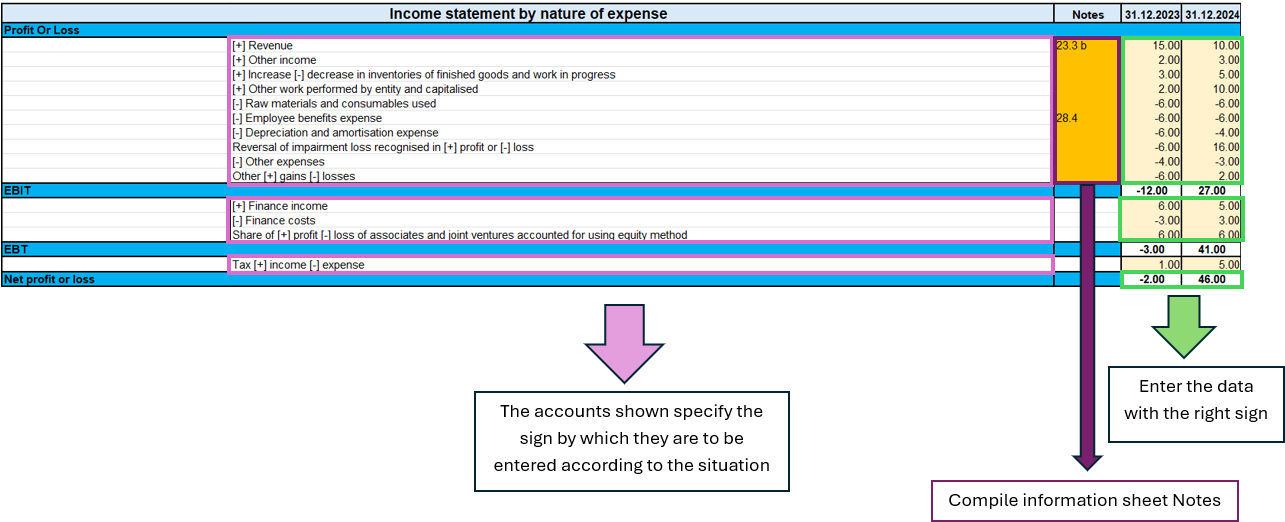 Income statement by nature of expense Notes 31.12.2023 31.12.2024
Profit Or Loss
[+] Revenue 23.3 b 15.00 10.00
[+] Other income 2.00 3.00
[+] Increase [-] decrease in inventories of finished goods and work in progress 3.00 5.00
[+] Other work performed by entity and capitalised 2.00 10.00
[-] Raw materials and consumables used -6.00 -6.00
[-] Employee benefits expense 28.4 -6.00 -6.00
[-] Depreciation and amortisation expense -6.00 -4.00
Reversal of impairment loss recognised in [+] profit or [-] loss -6.00 16.00
[-] Other expenses -4.00 -3.00
Other [+] gains [-] losses -6.00 2.00
EBIT -12.00 27.00
[+] Finance income 6.00 5.00
[-] Finance costs -3.00 3.00
Share of [+] profit [-] loss of associates and joint ventures accounted for using equity method 6.00 6.00
EBT -3.00 41.00
Tax [+] income [-] expense 1.00 5.00
Net profit or loss -2.00 46.00
The accounts shown specify the
sign by which they are to be
entered according to the situation
Enter the data
with the right sign
Compile information sheet Notes